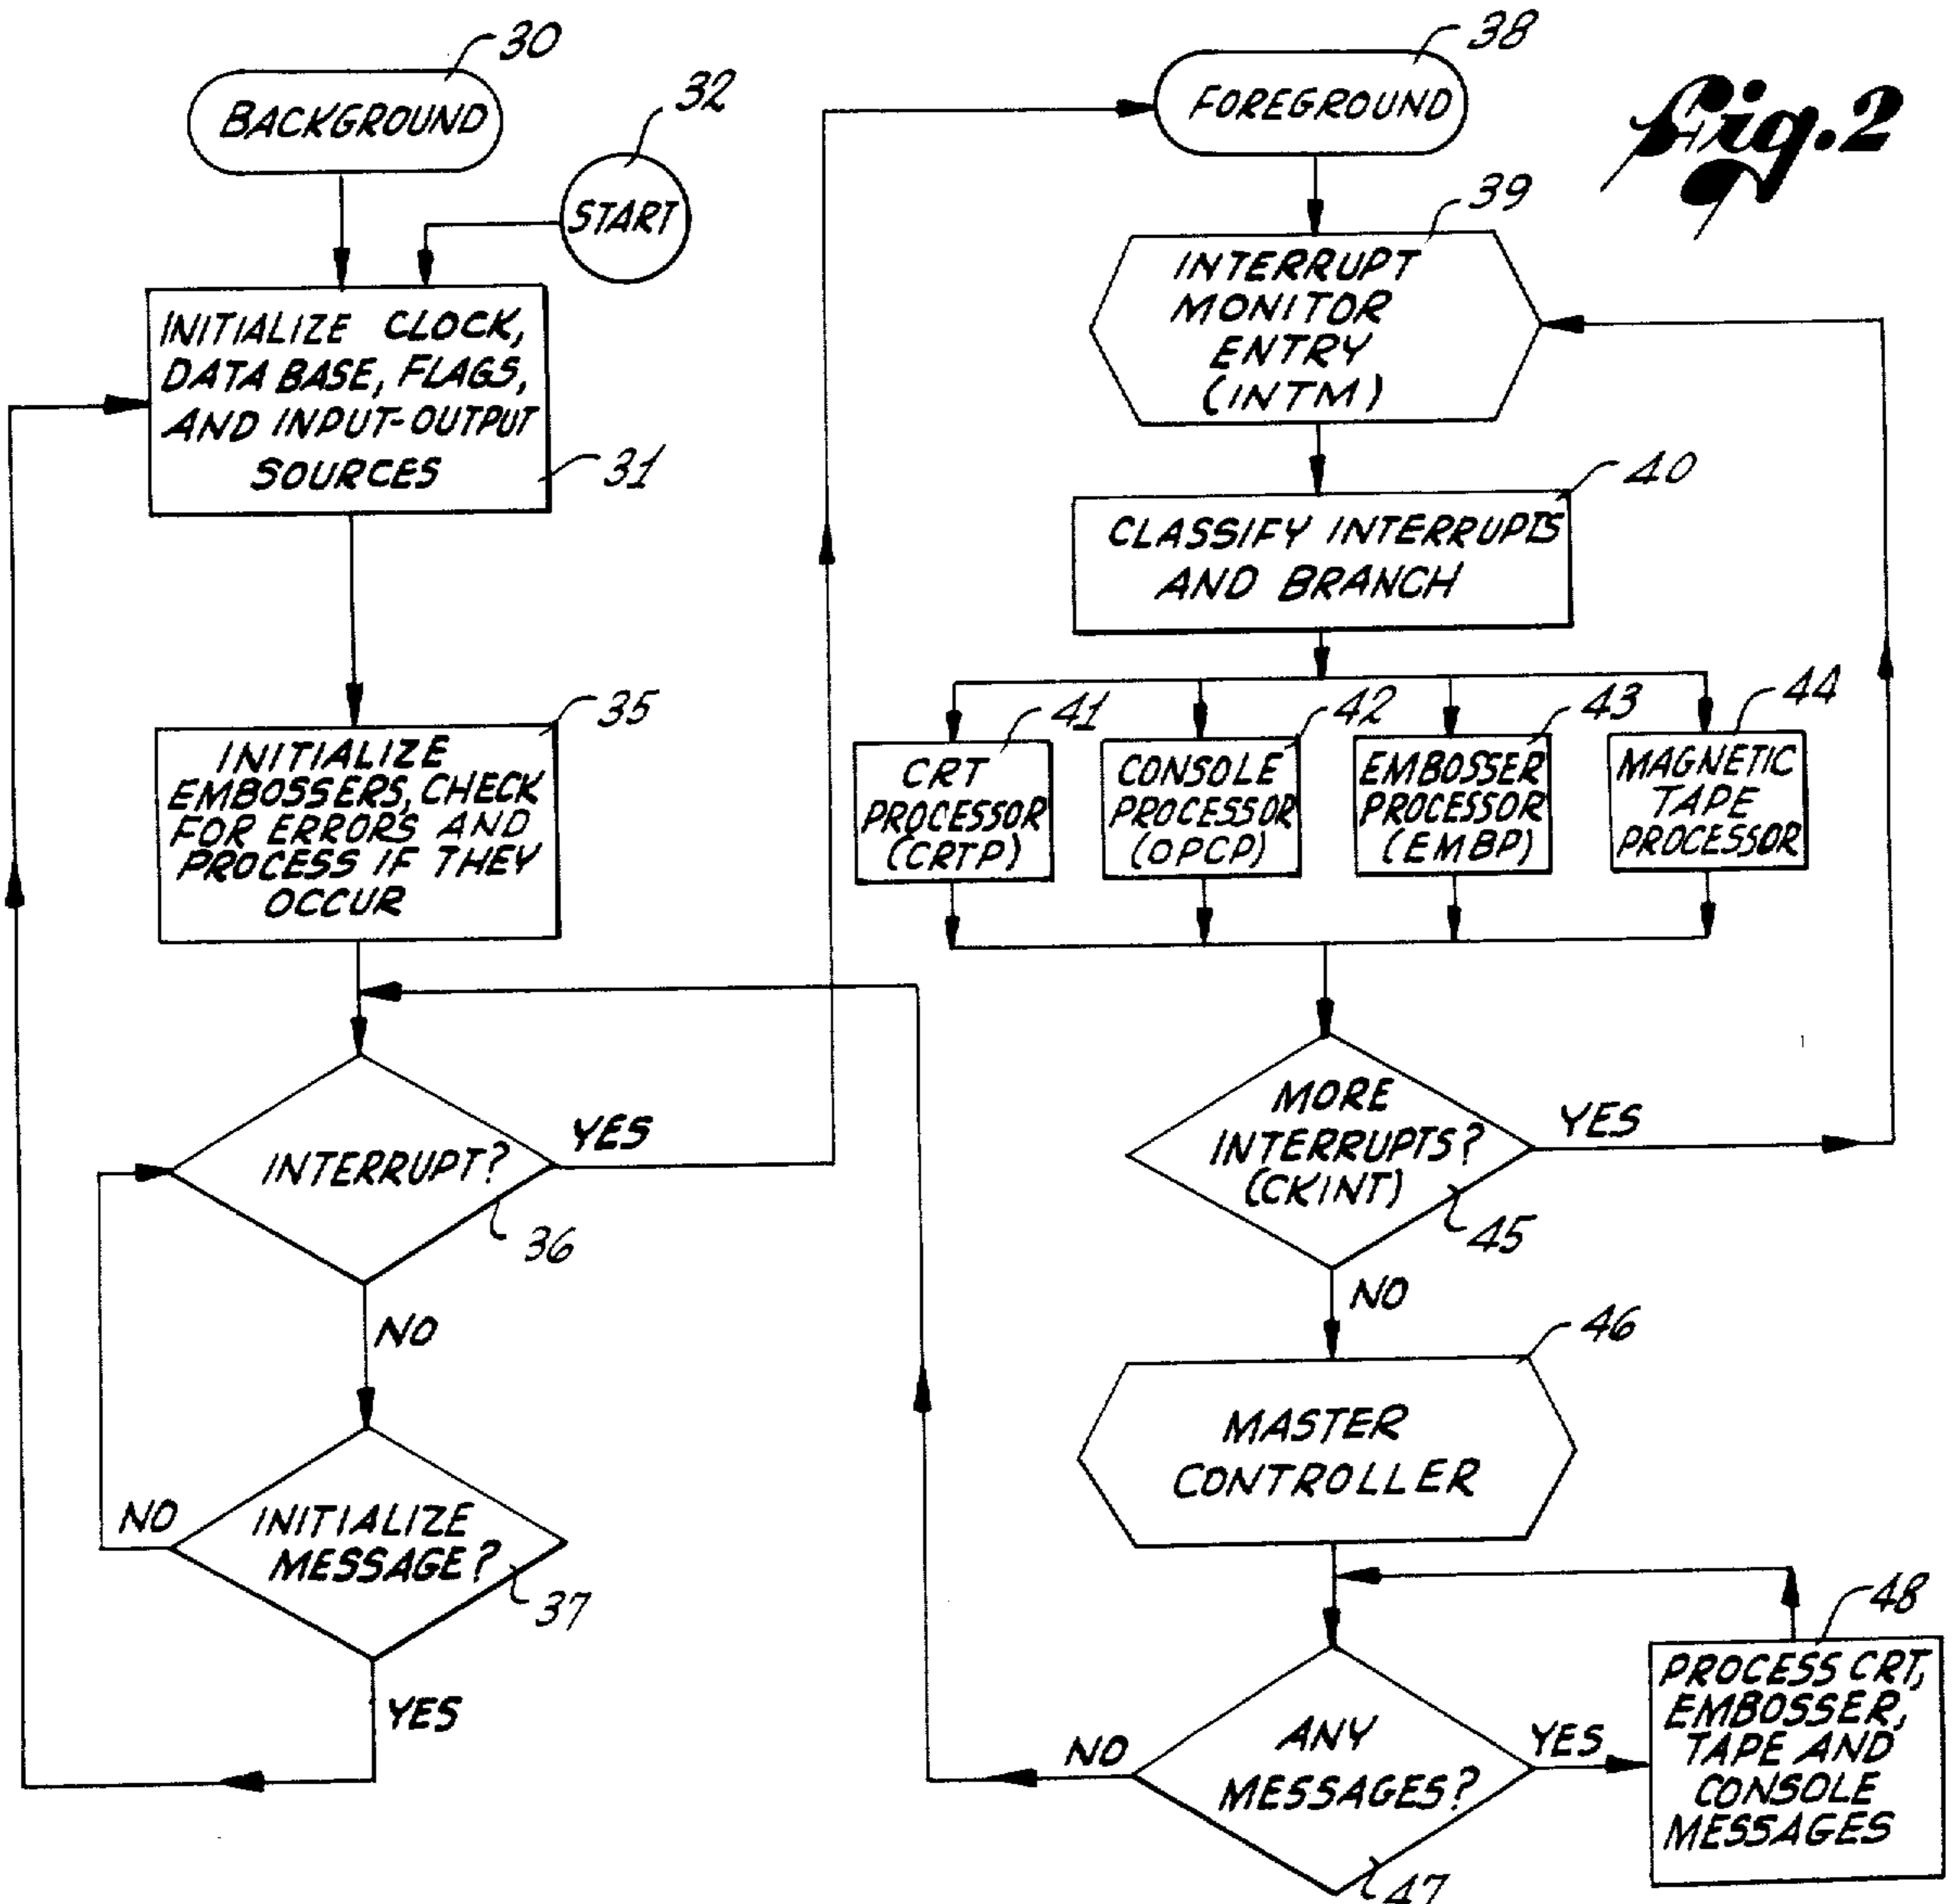 Fig. 2
30
BACKGROUND
32
START
INITIALIZE CLOCK,
DATA BASE, FLAGS,
AND INPUT-OUTPUT
SOURCES
31
35
INITIALIZE
EMBOSSERS, CHECK
FOR ERRORS AND
PROCESS IF THEY
OCCUR
INTERRUPT?
YES
36
NO
INITIALIZE
MESSAGE?
NO
37
YES
38
FOREGROUND
39
INTERRUPT
MONITOR
ENTRY
(INTM)
40
CLASSIFY INTERRUPTS
AND BRANCH
41
CRT
PROCESSOR
(CRTP)
42
CONSOLE
PROCESSOR
(OPCP)
43
EMBOSSER
PROCESSOR
(EMBP)
44
MAGNETIC
TAPE
PROCESSOR
MORE
INTERRUPTS?
(CKINT)
YES
45
NO
46
MASTER
CONTROLLER
ANY
MESSAGES?
NO
YES
47
48
PROCESS CRT,
EMBOSSER,
TAPE AND
CONSOLE
MESSAGES